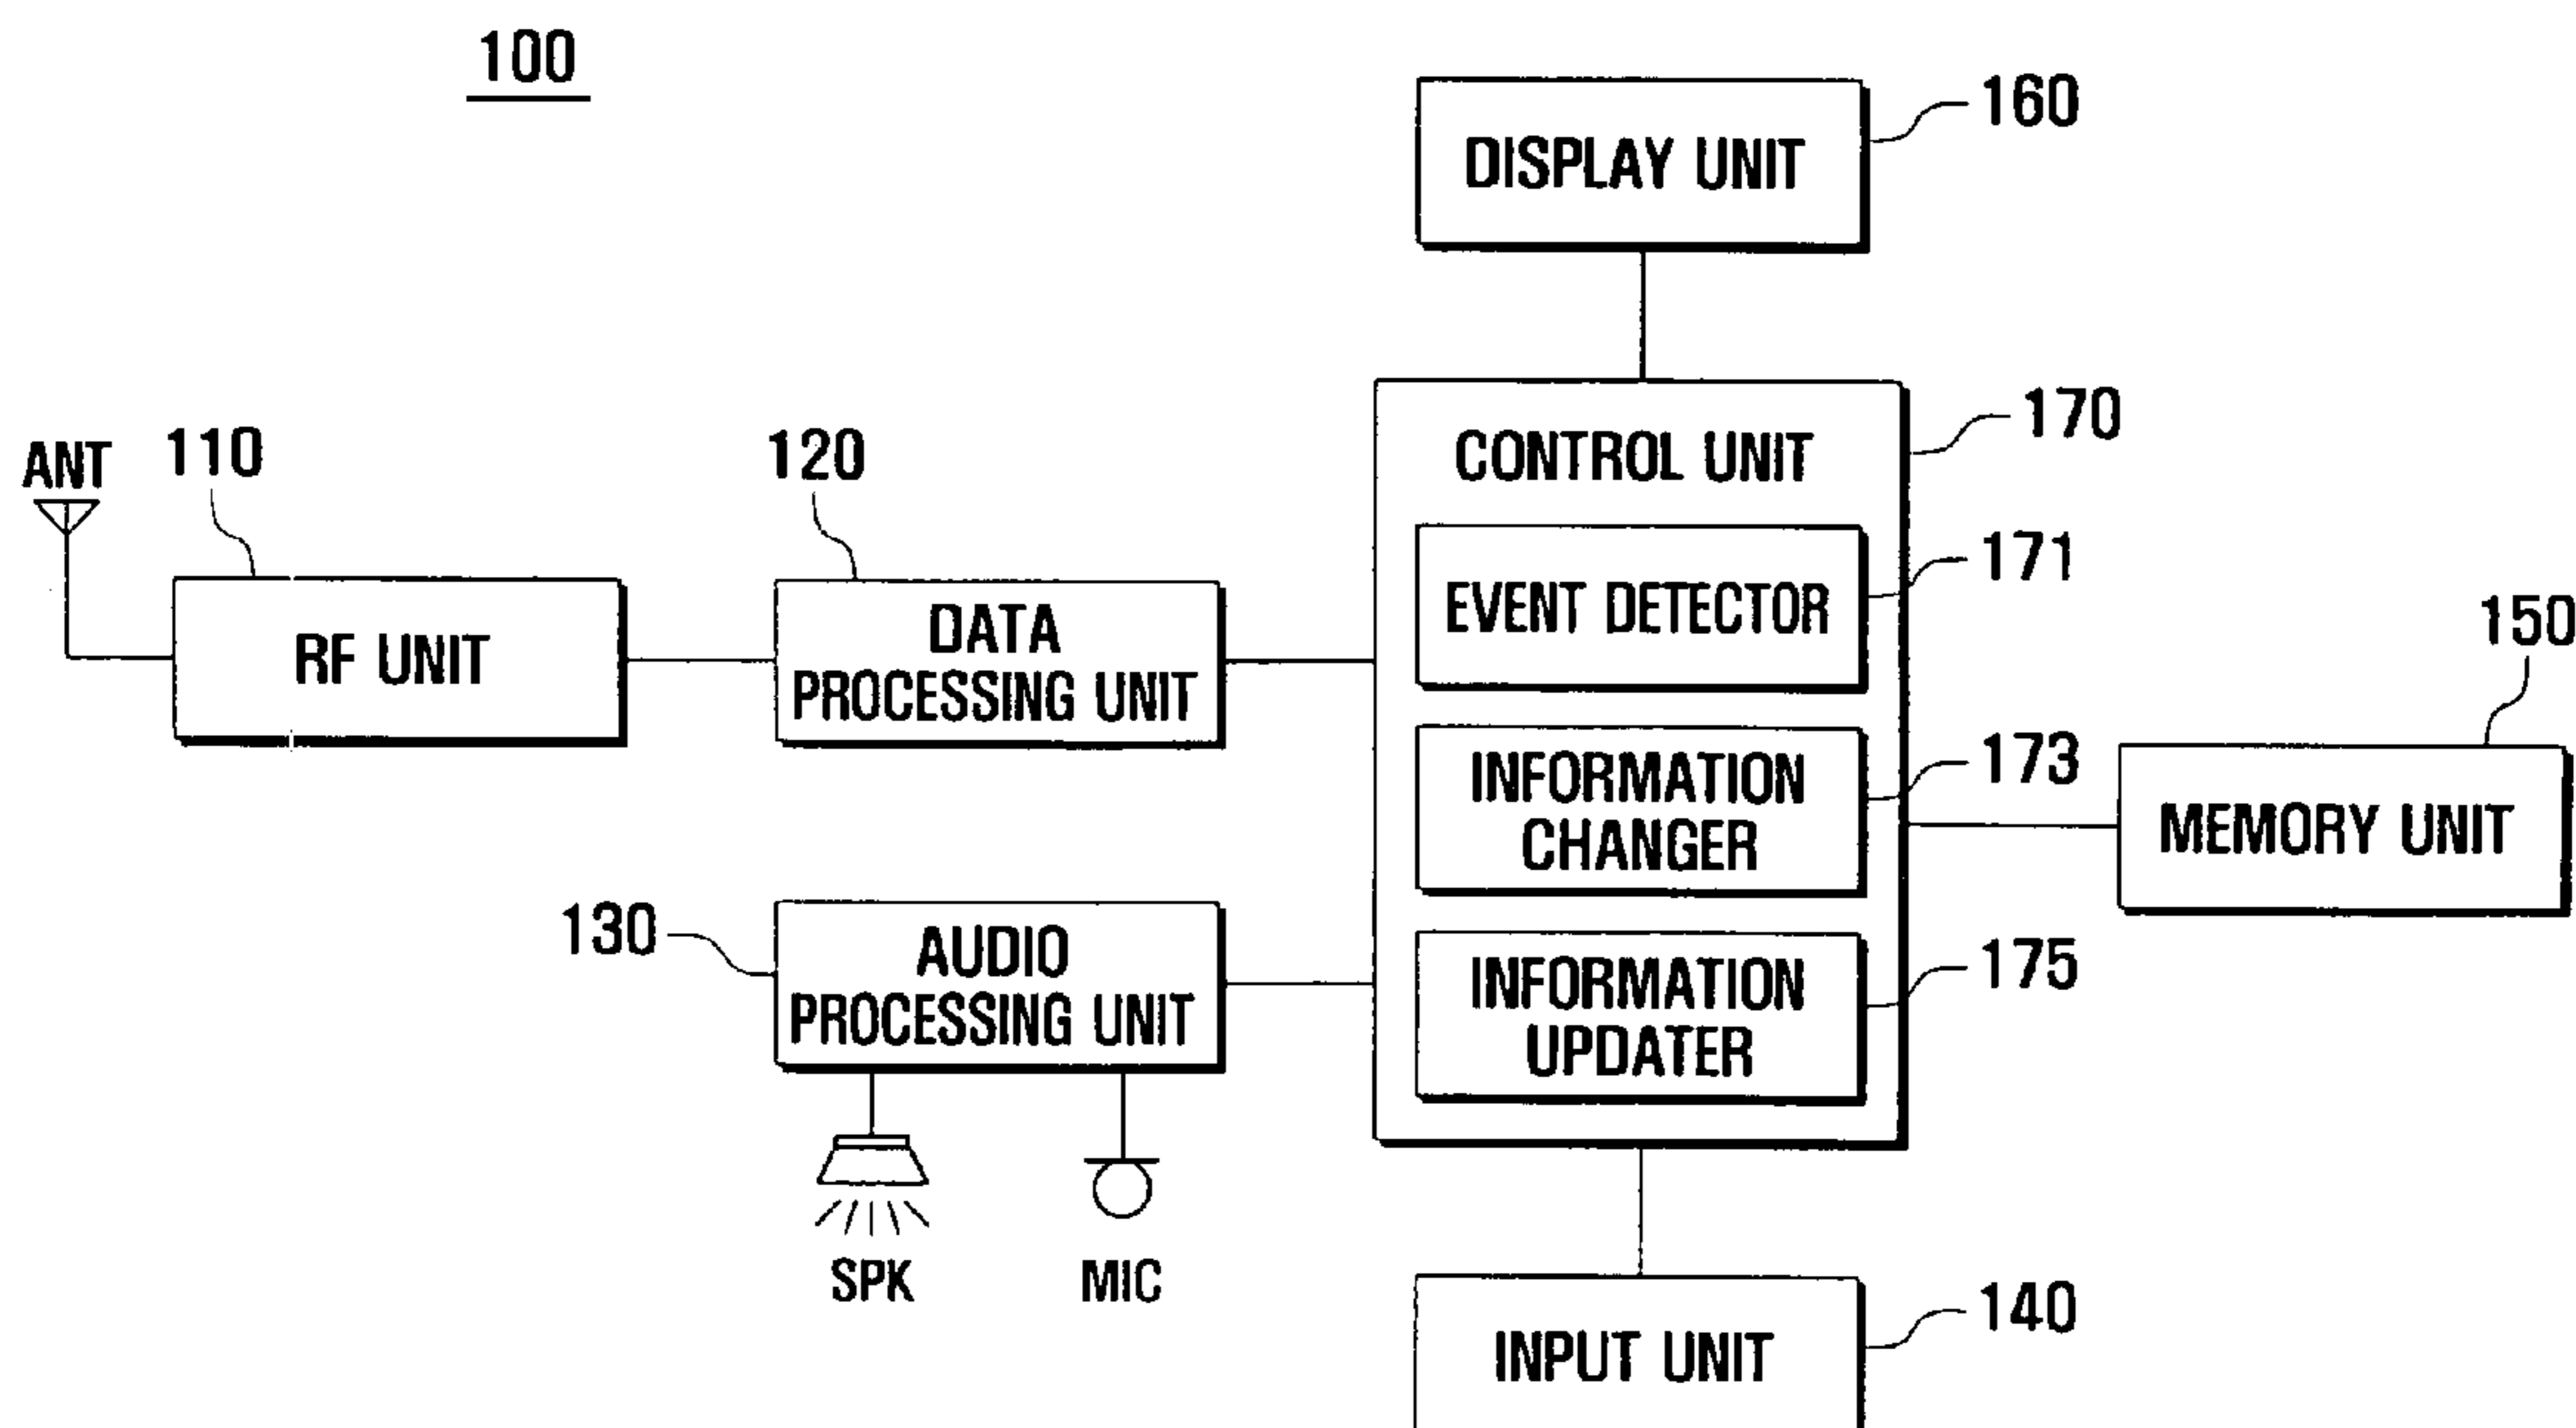 100
160
DISPLAY UNIT
170
CONTROL UNIT
ANT
110
120
171
EVENT DETECTOR
150
RF UNIT
DATA
PROCESSING UNIT
173
INFORMATION
CHANGER
MEMORY UNIT
130
AUDIO
PROCESSING UNIT
175
INFORMATION
UPDATER
SPK
MIC
140
INPUT UNIT